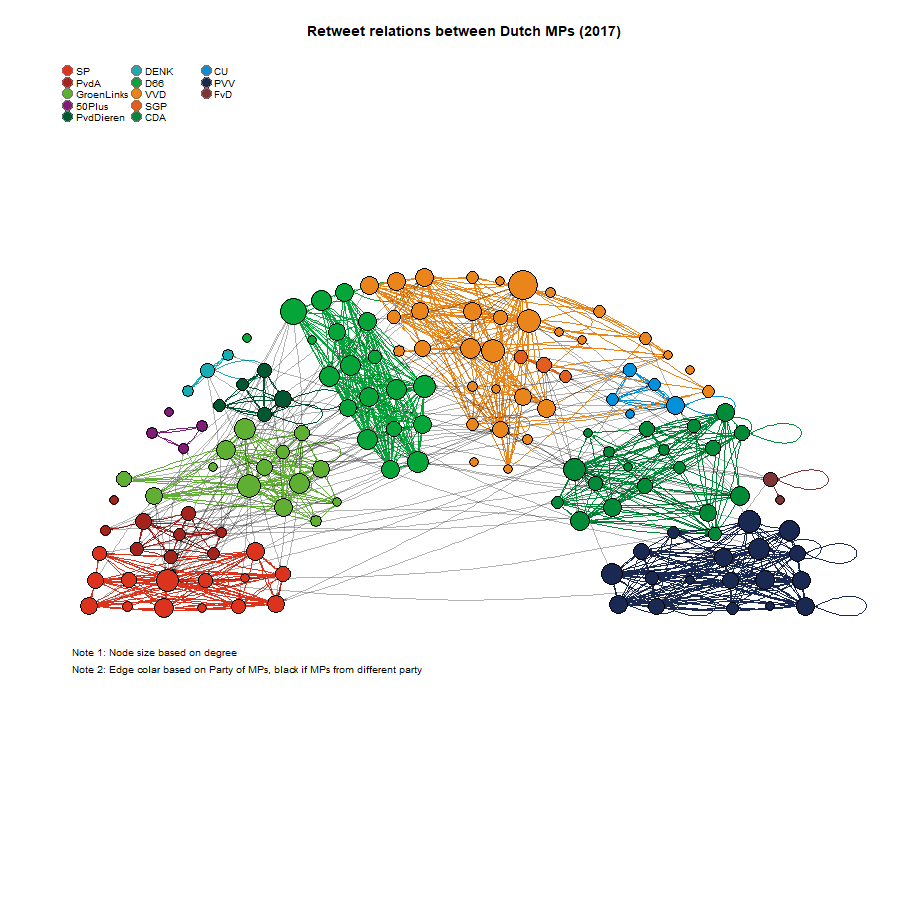 Retweet relations between Dutch MPs (2017)
SP DENK CU
PvdA D66 PVV
GroenLinks VVD FvD
50Plus SGP
PvdDieren CDA
Note 1: Node size based on degree
Note 2: Edge colar based on Party of MPs, black if MPs from different party